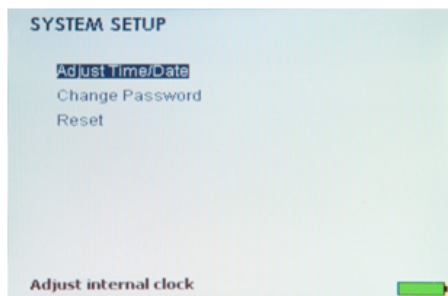 SYSTEM SETUP
Adjust Time/Date
Change Password
Reset
Adjust internal clock